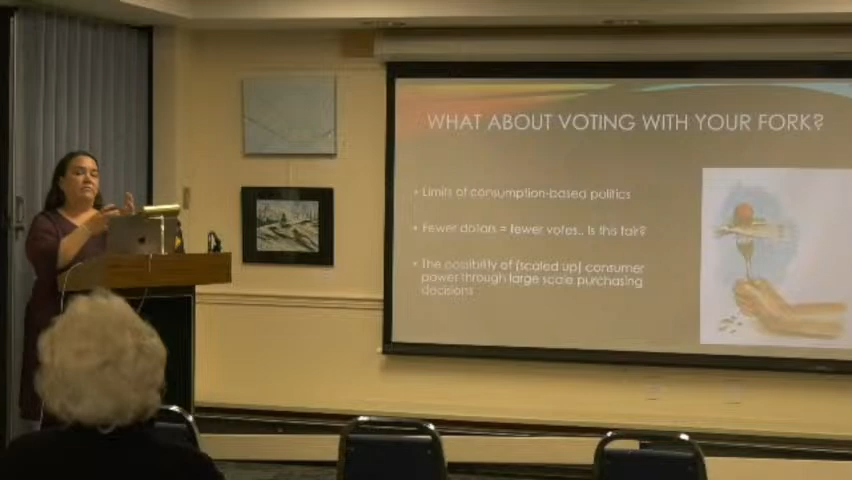 WHAT ABOUT VOTING WITH YOUR FORK?
Limits of consumption-based politics
Fewer dollars = fewer votes.. Is this fair?
The possibility of (scaled up) consumer
power through large scale purchasing
decisions